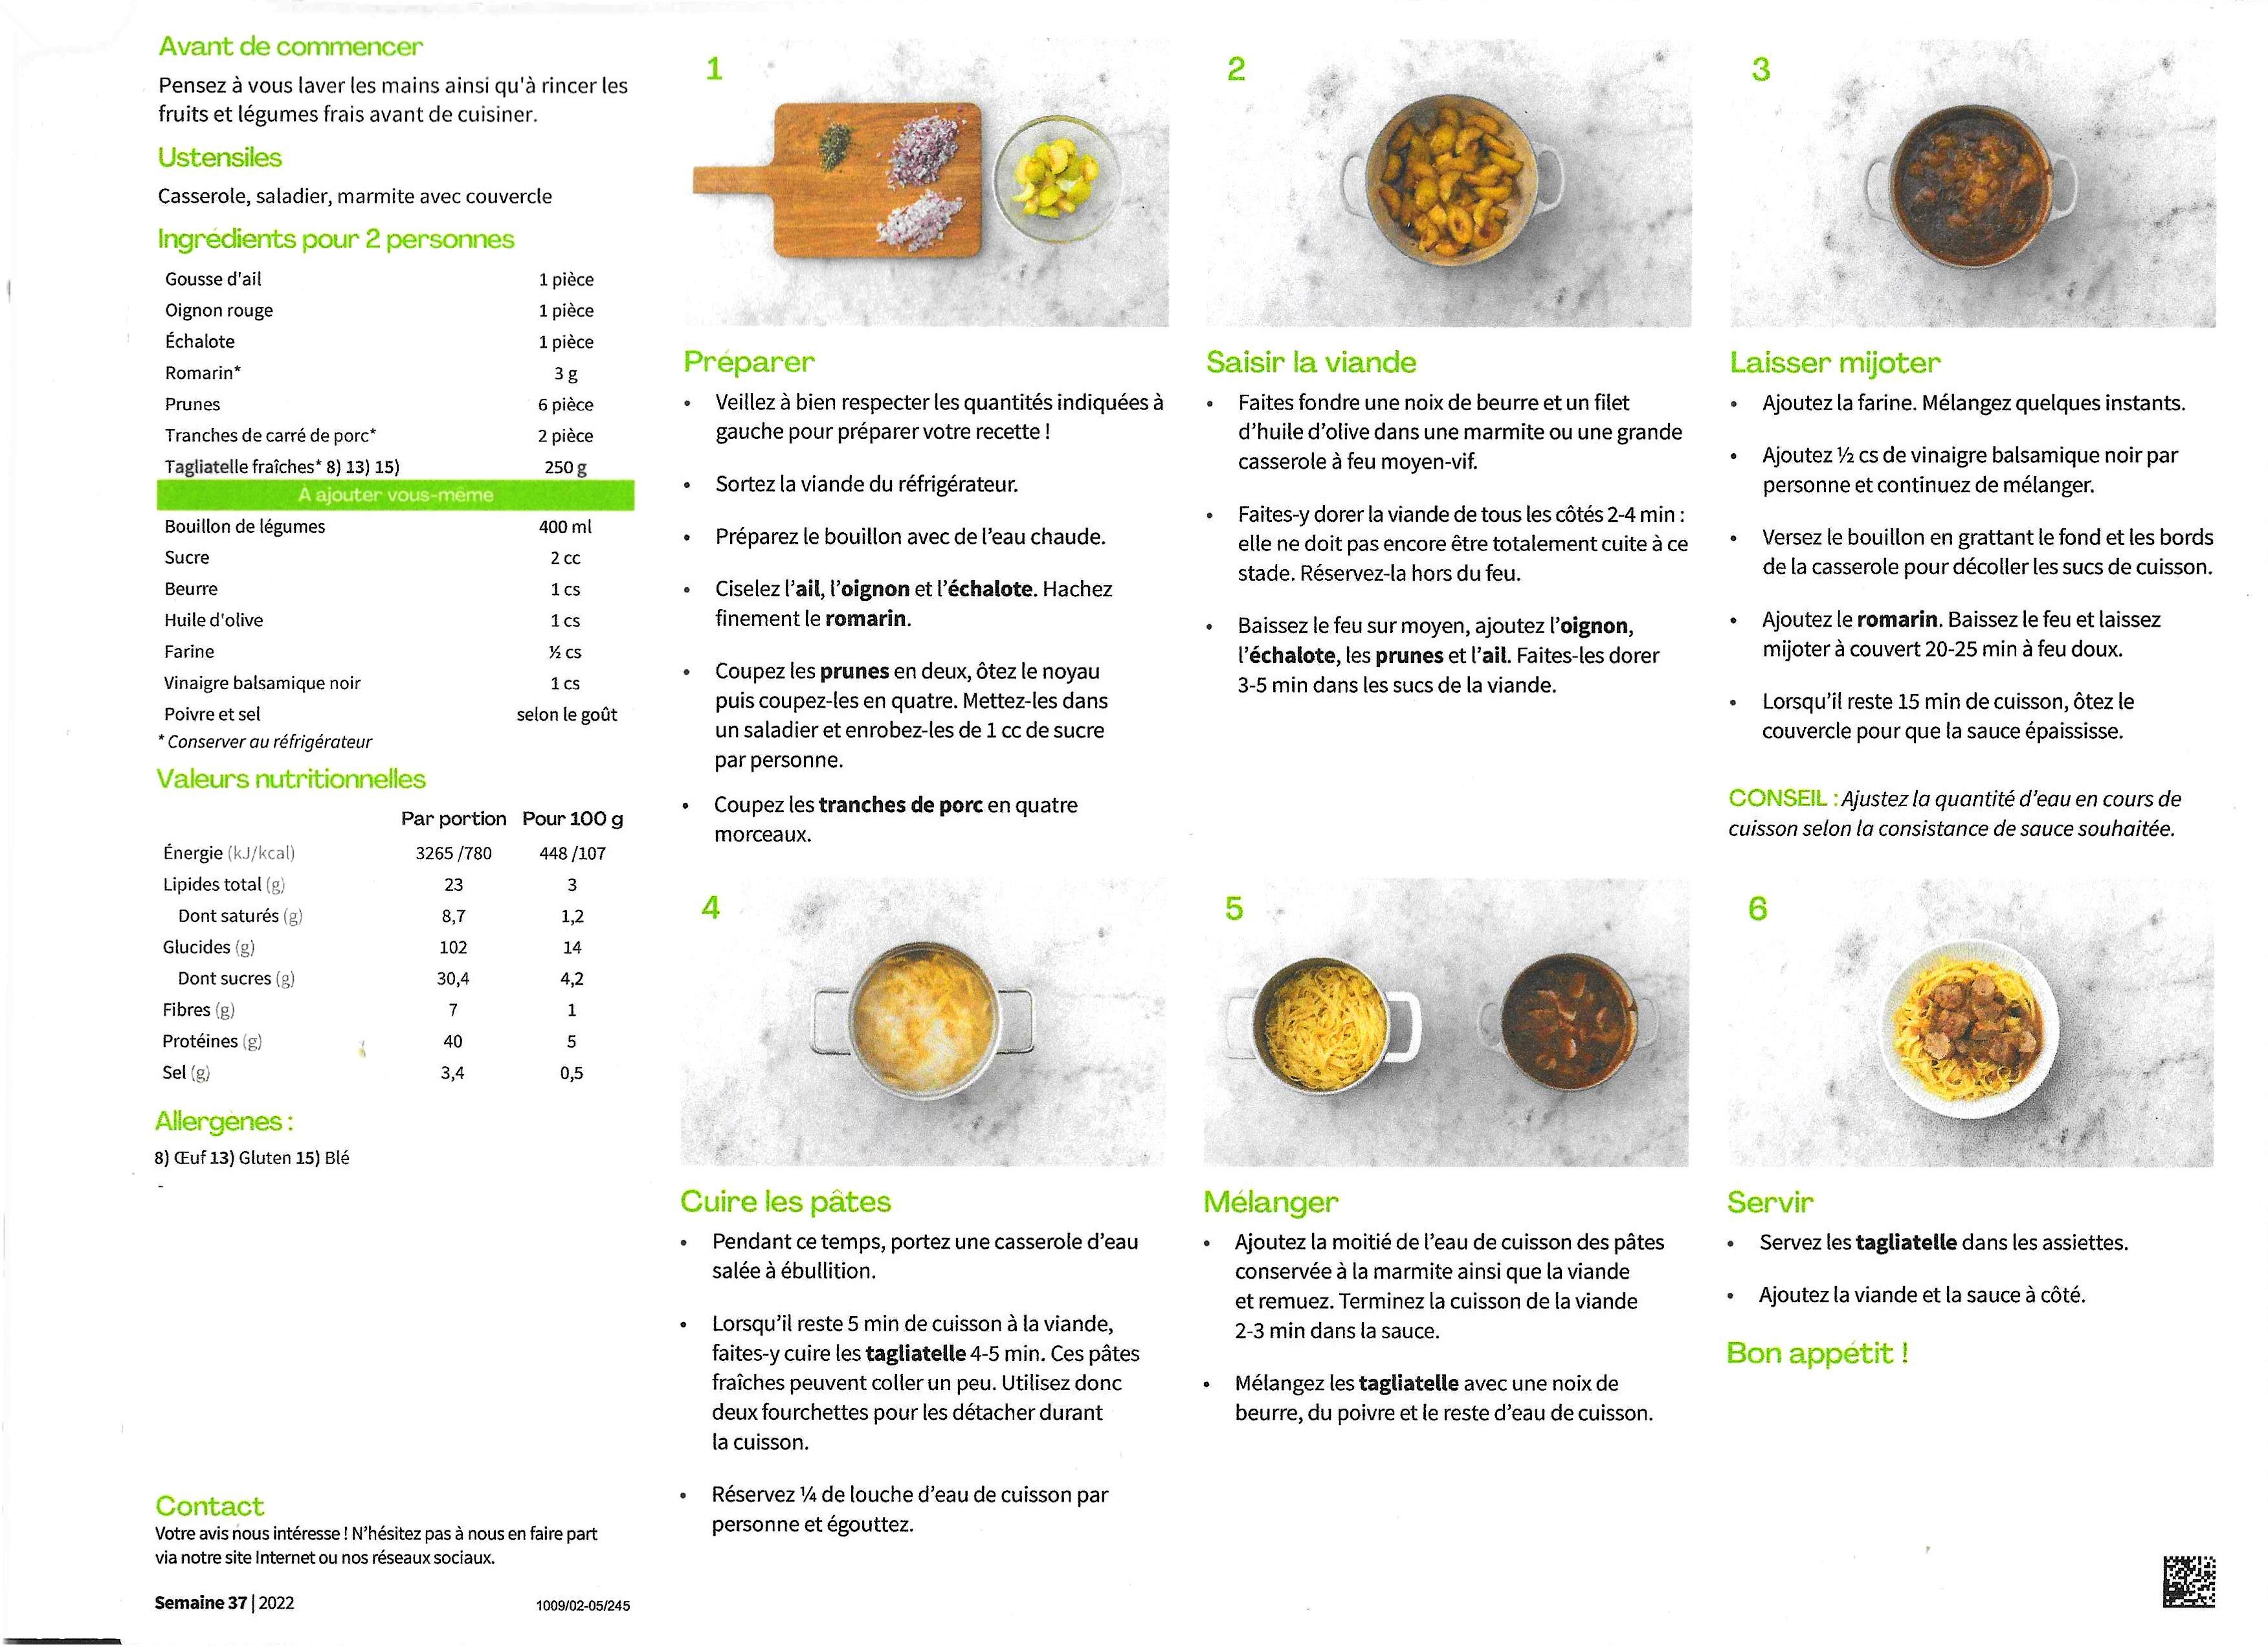 Avant de commencer
Pensez à vous laver les mains ainsi qu'à rincer les
fruits et légumes frais avant de cuisiner.
Ustensiles
Casserole, saladier, marmite avec couvercle
Ingrédients pour 2 personnes
Gousse d'ail 1 pièce
Oignon rouge 1 pièce
Échalote 1 pièce
Romarin* 3 g
Prunes 6 pièce
Tranches de carré de porc* 2 pièce
Tagliatelle fraîches* 8) 13) 15) 250 g
À ajouter vous-même
Bouillon de légumes 400 ml
Sucre 2 cc
Beurre 1 cs
Huile d'olive 1 cs
Farine ½ cs
Vinaigre balsamique noir 1 cs
Poivre et sel selon le goût
* Conserver au réfrigérateur
Valeurs nutritionnelles
Par portion Pour 100 g
Énergie (kJ/kcal) 3265 /780 448 /107
Lipides total (g) 23 3
Dont saturés (g) 8,7 1,2
Glucides (g) 102 14
Dont sucres (g) 30,4 4,2
Fibres (g) 7 1
Protéines (g) 40 5
Sel (g) 3,4 0,5
Allergènes :
8) Œuf 13) Gluten 15) Blé
-
Contact
Votre avis nous intéresse ! N'hésitez pas à nous en faire part
via notre site Internet ou nos réseaux sociaux.
Semaine 37 | 2022 1009/02-05/245
1
Préparer
• Veillez à bien respecter les quantités indiquées à
gauche pour préparer votre recette !
• Sortez la viande du réfrigérateur.
• Préparez le bouillon avec de l'eau chaude.
• Ciselez l'ail, l'oignon et l'échalote. Hachez
finement le romarin.
• Coupez les prunes en deux, ôtez le noyau
puis coupez-les en quatre. Mettez-les dans
un saladier et enrobez-les de 1 cc de sucre
par personne.
• Coupez les tranches de porc en quatre
morceaux.
2
Saisir la viande
• Faites fondre une noix de beurre et un filet
d'huile d'olive dans une marmite ou une grande
casserole à feu moyen-vif.
• Faites-y dorer la viande de tous les côtés 2-4 min :
elle ne doit pas encore être totalement cuite à ce
stade. Réservez-la hors du feu.
• Baissez le feu sur moyen, ajoutez l'oignon,
l'échalote, les prunes et l'ail. Faites-les dorer
3-5 min dans les sucs de la viande.
3
Laisser mijoter
• Ajoutez la farine. Mélangez quelques instants.
• Ajoutez ½ cs de vinaigre balsamique noir par
personne et continuez de mélanger.
• Versez le bouillon en grattant le fond et les bords
de la casserole pour décoller les sucs de cuisson.
• Ajoutez le romarin. Baissez le feu et laissez
mijoter à couvert 20-25 min à feu doux.
• Lorsqu'il reste 15 min de cuisson, ôtez le
couvercle pour que la sauce épaississe.
CONSEIL : Ajustez la quantité d'eau en cours de
cuisson selon la consistance de sauce souhaitée.
4
Cuire les pâtes
• Pendant ce temps, portez une casserole d'eau
salée à ébullition.
• Lorsqu'il reste 5 min de cuisson à la viande,
faites-y cuire les tagliatelle 4-5 min. Ces pâtes
fraîches peuvent coller un peu. Utilisez donc
deux fourchettes pour les détacher durant
la cuisson.
• Réservez ¼ de louche d'eau de cuisson par
personne et égouttez.
5
Mélanger
• Ajoutez la moitié de l'eau de cuisson des pâtes
conservée à la marmite ainsi que la viande
et remuez. Terminez la cuisson de la viande
2-3 min dans la sauce.
• Mélangez les tagliatelle avec une noix de
beurre, du poivre et le reste d'eau de cuisson.
6
Servir
• Servez les tagliatelle dans les assiettes.
• Ajoutez la viande et la sauce à côté.
Bon appétit !